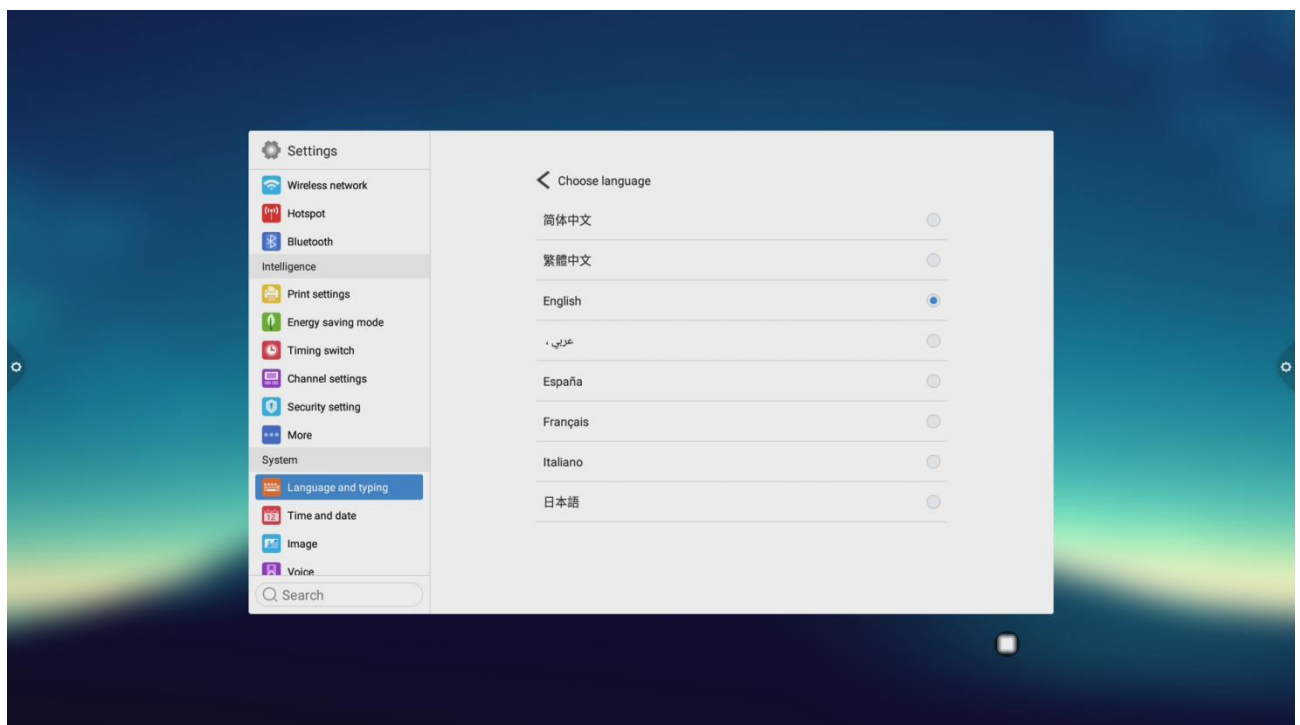 Settings
Wireless network
Hotspot
Bluetooth
Intelligence
Print settings
Energy saving mode
Timing switch
Channel settings
Security setting
More
System
Language and typing
12
Time and date
Image
Voice
Search
Choose language
简体中文
繁體中文
English
عربي ،
España
Français
Italiano
日本語